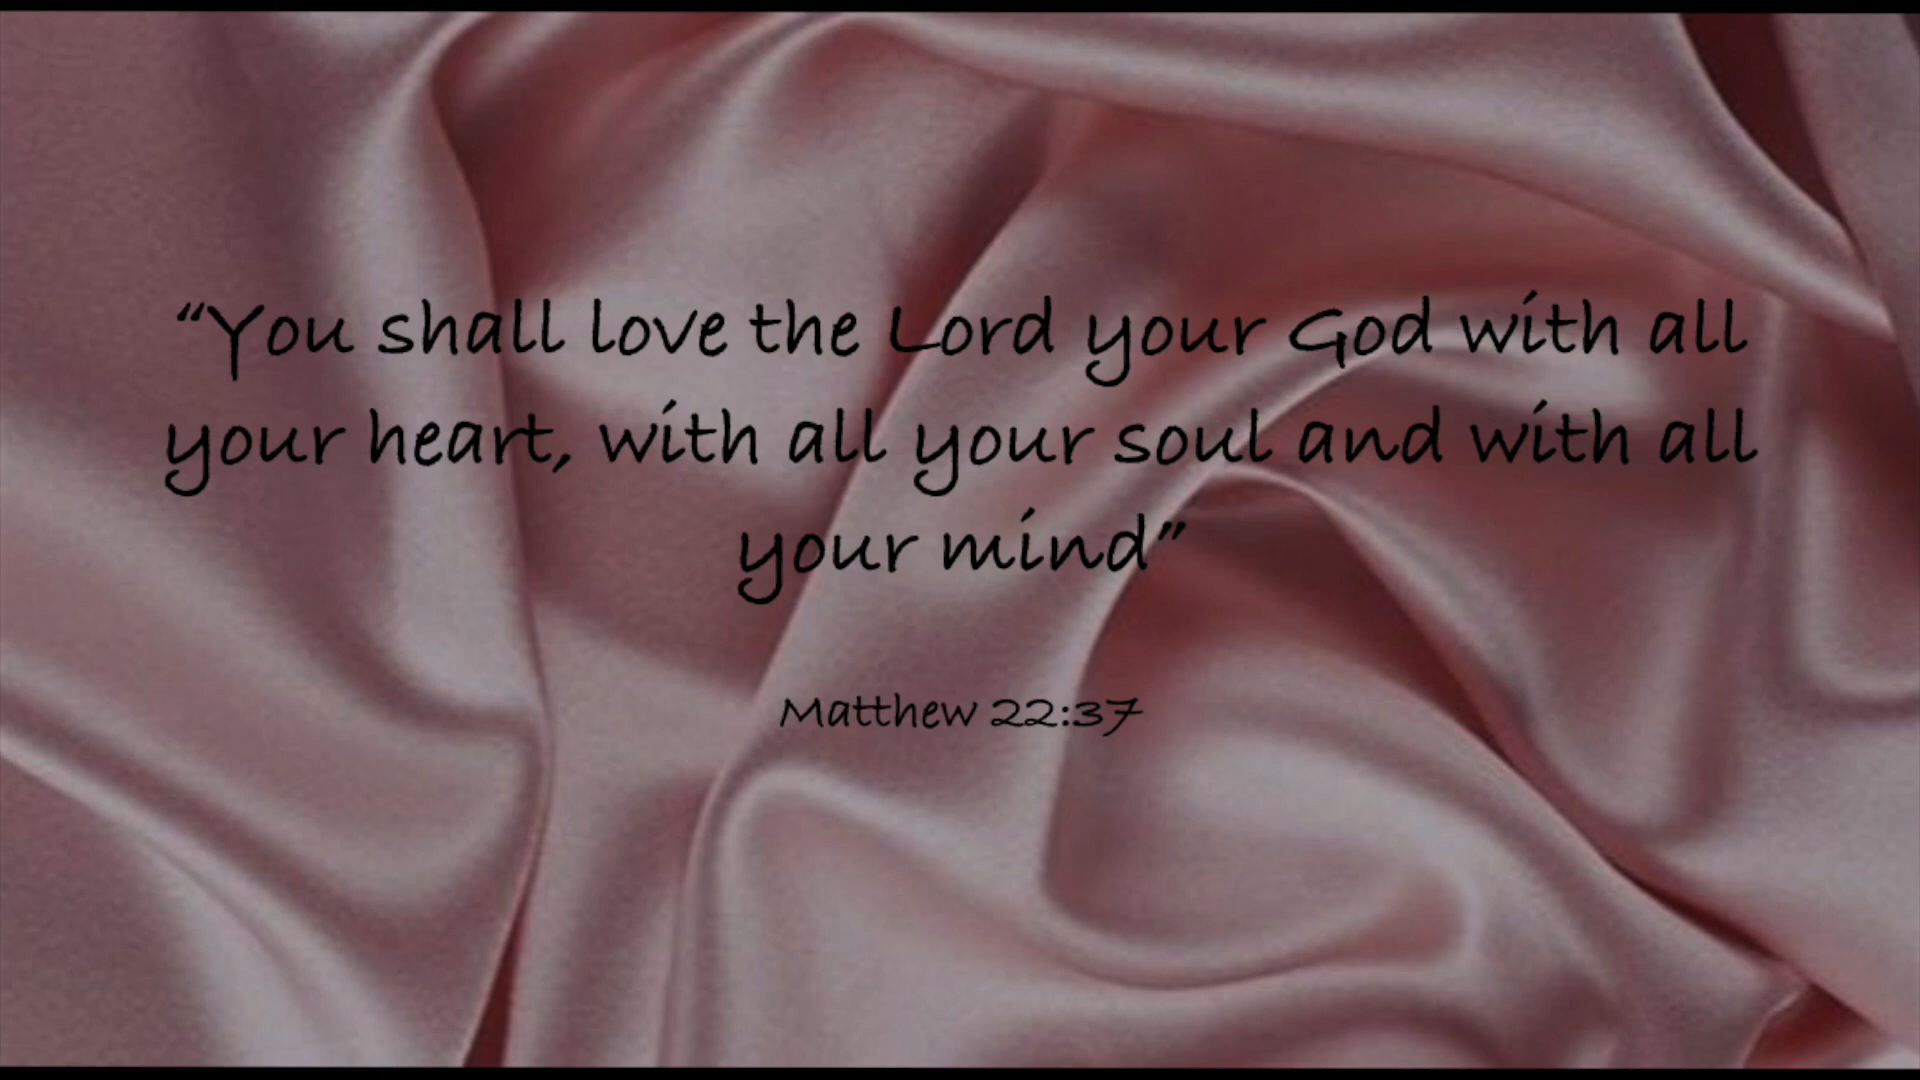 “You shall love the Lord your God with all
your heart, with all your soul and with all
your mind”
Matthew 22:37